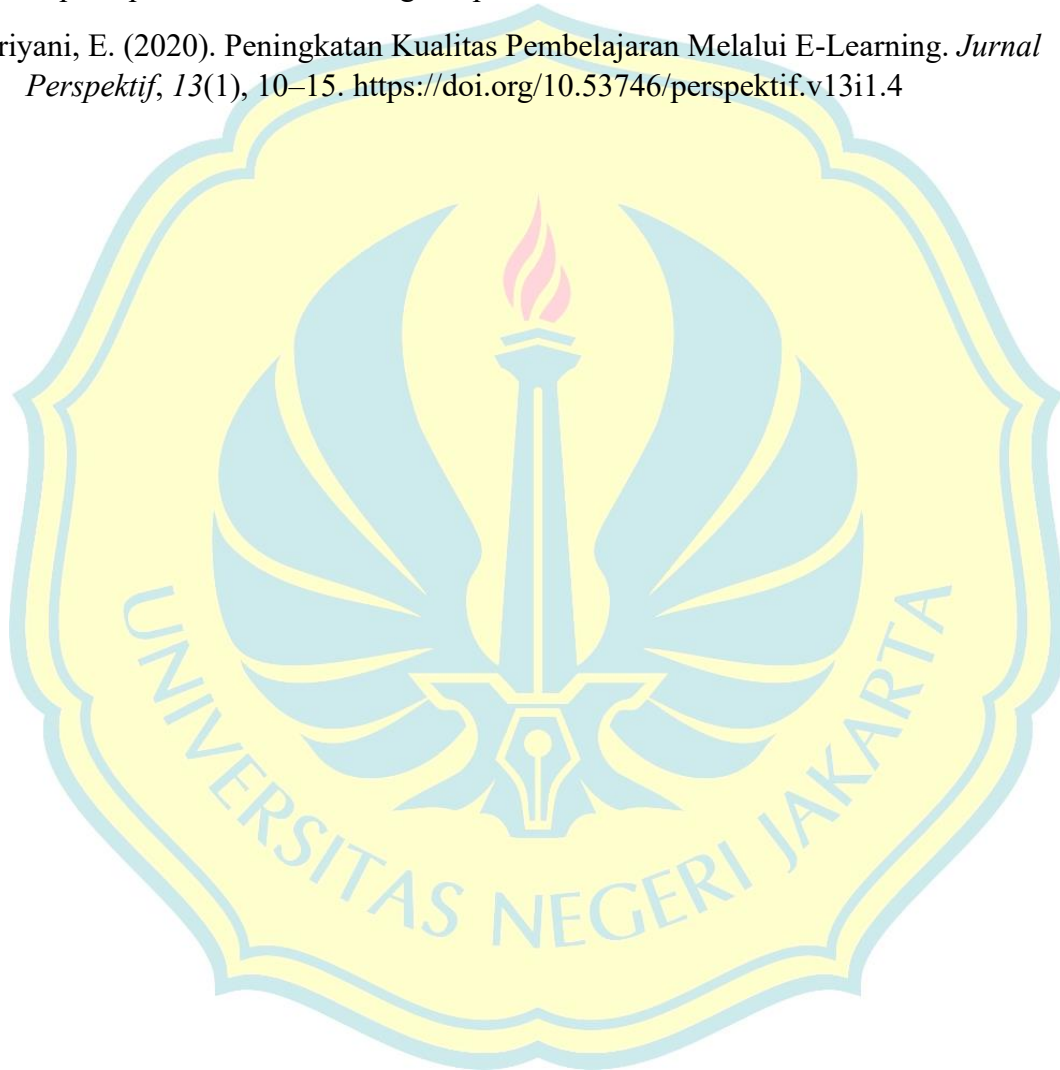 riyani, E. (2020). Peningkatan Kualitas Pembelajaran Melalui E-Learning. Jurnal
Perspektif, 13(1), 10–15. https://doi.org/10.53746/perspektif.v13i1.4
UNIVERSITAS NEGERI JAKARTA